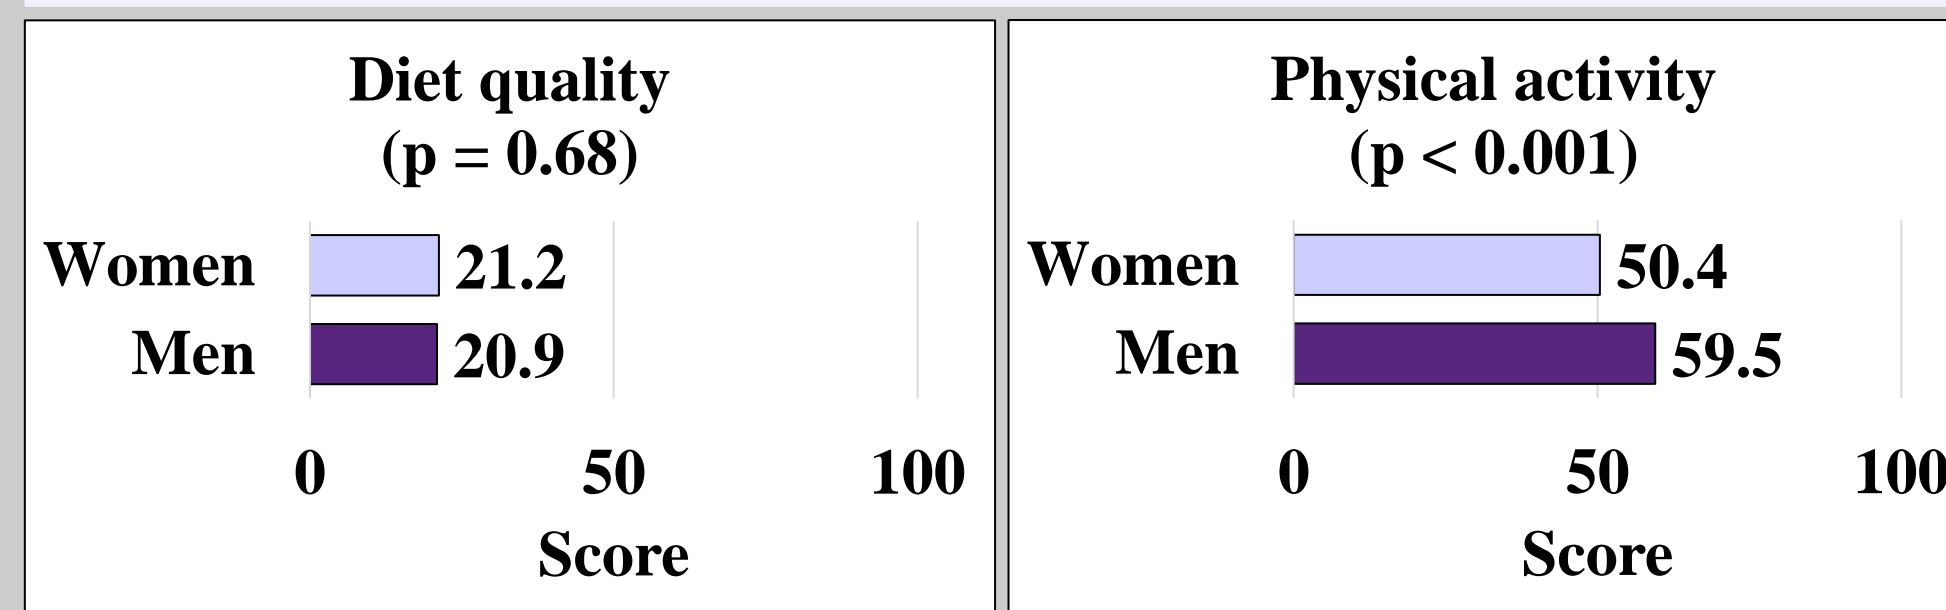 Diet quality
(p = 0.68)
Women 21.2
Men 20.9
0 50 100
Score
Physical activity
(p < 0.001)
Women 50.4
Men 59.5
0 50 100
Score